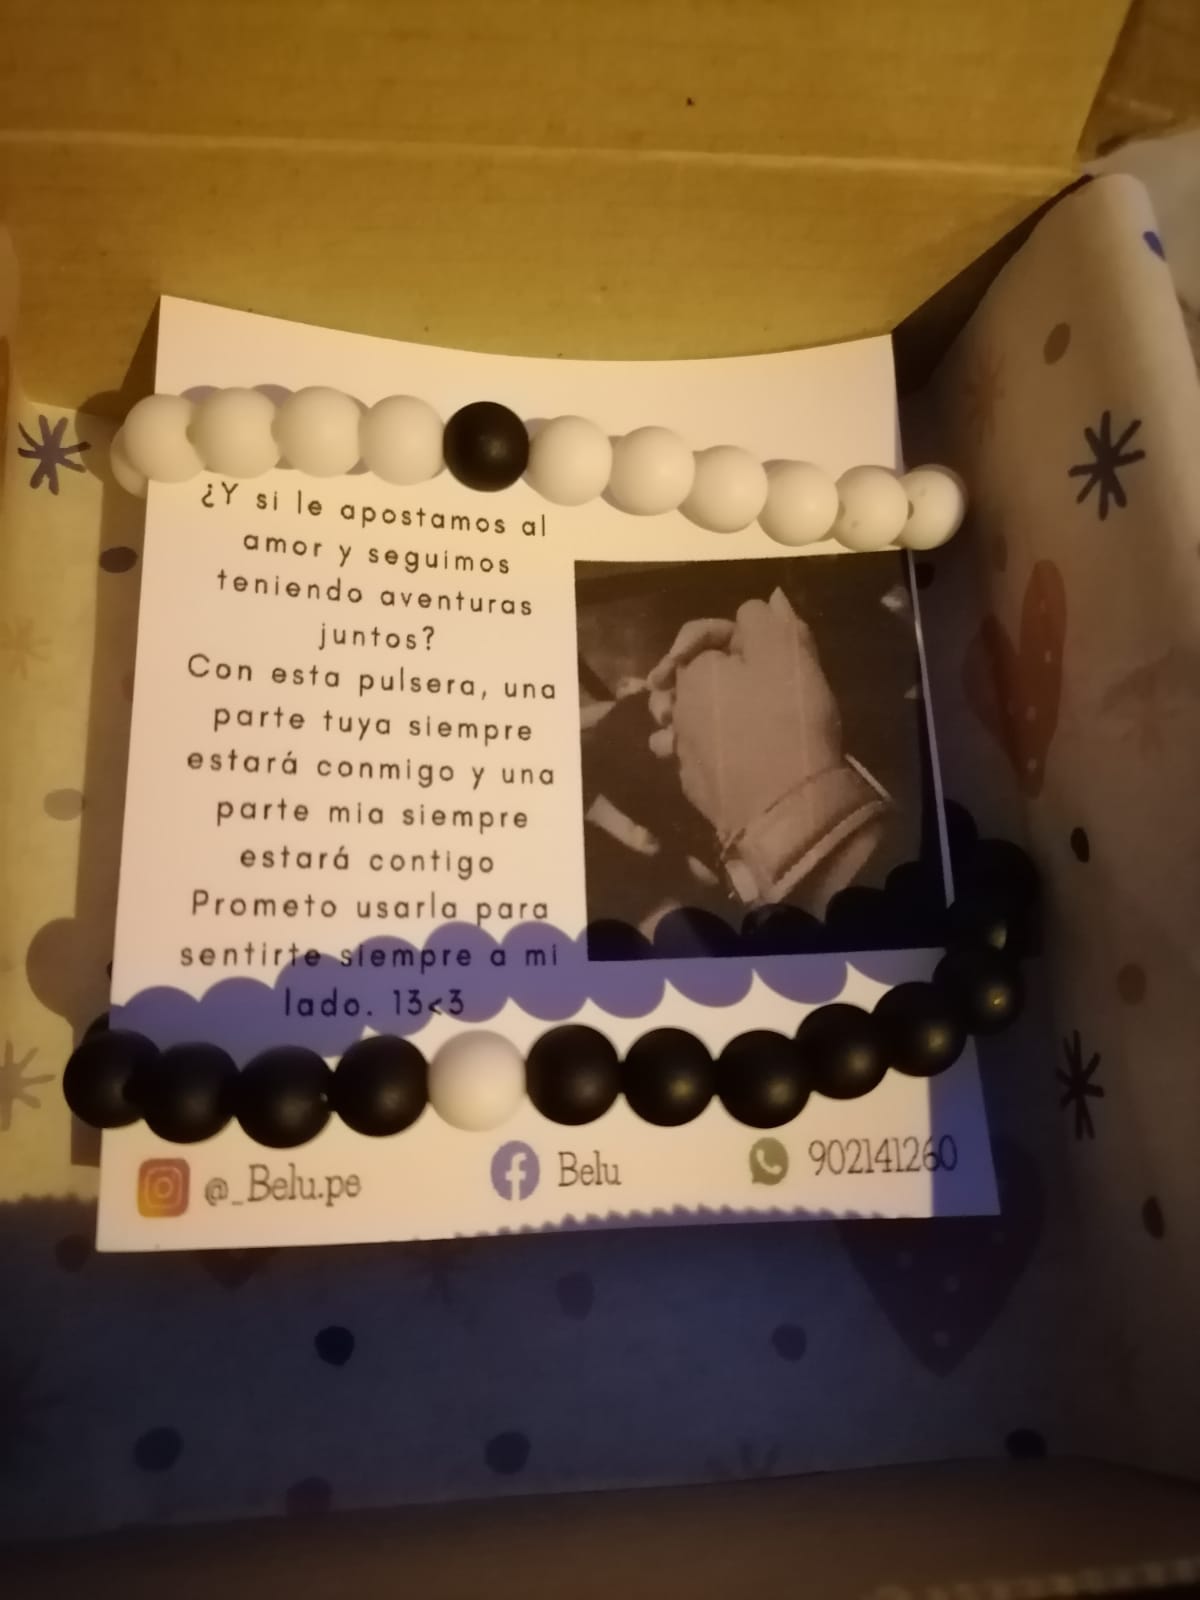 ¿Y si le apostamos al
amor y seguimos
teniendo aventuras
juntos?
Con esta pulsera, una
parte tuya siempre
estará conmigo y una
parte mia siempre
estará contigo
Prometo usarla para
sentirte siempre a mi
lado. 13<3
@_Belu.pe
Belu
902141260